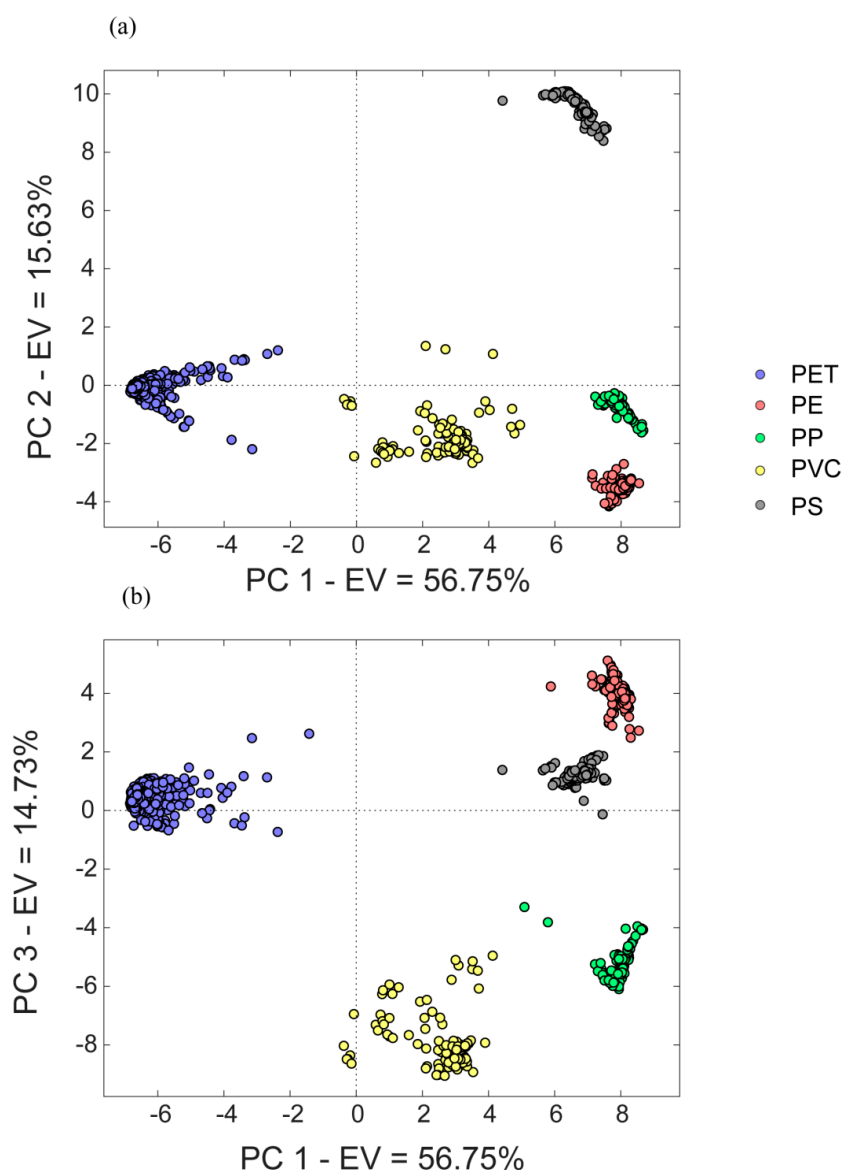 (a)
10
8
6
4
2
0
-2
-4
PC 2 - EV = 15.63%
-6 -4 -2 0 2 4 6 8
PC 1 - EV = 56.75%
PET
PE
PP
PVC
PS
(b)
4
2
0
-2
-4
-6
-8
PC 3 - EV = 14.73%
-6 -4 -2 0 2 4 6 8
PC 1 - EV = 56.75%